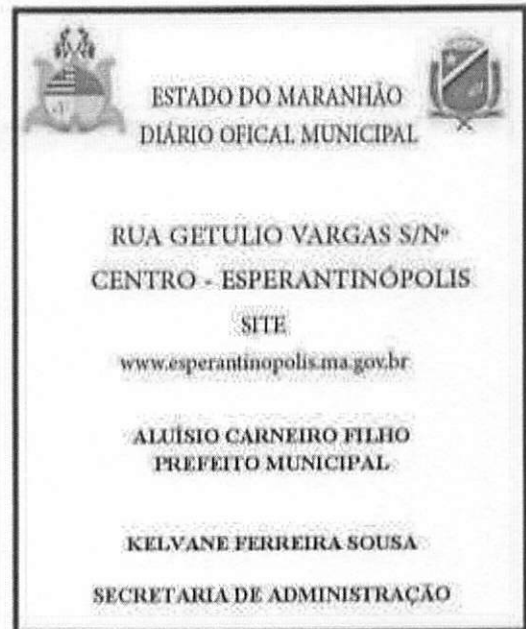 ESTADO DO MARANHÃO
DIÁRIO OFICAL MUNICIPAL
RUA GETULIO VARGAS S/Nº
CENTRO - ESPERANTINÓPOLIS
SITE
www.esperantinopolis.ma.gov.br
ALUÍSIO CARNEIRO FILHO
PREFEITO MUNICIPAL
KELVANE FERREIRA SOUSA
SECRETARIA DE ADMINISTRAÇÃO